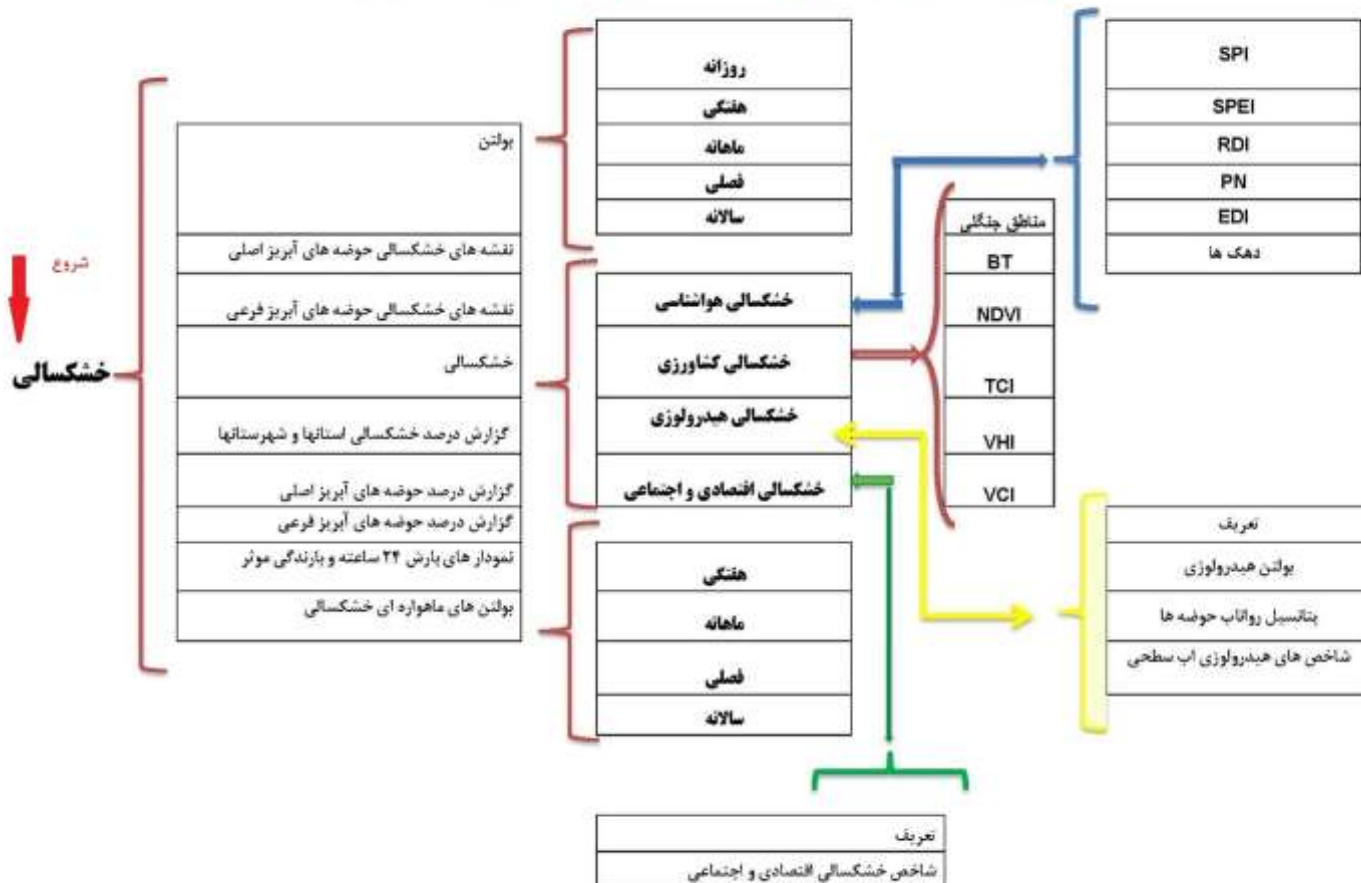 شروع
خشکسالی
بولتن
نقشه های خشکسالی حوضه های آبریز اصلی
نقشه های خشکسالی حوضه های آبریز فرعی
خشکسالی
گزارش درصد خشکسالی استانها و شهرستانها
گزارش درصد حوضه های آبریز اصلی
گزارش درصد حوضه های آبریز فرعی
نمودار های بارش ۲۴ ساعته و بارندگی موثر
بولتن های ماهواره ای خشکسالی
روزانه
هفتگی
ماهانه
فصلی
سالانه
خشکسالی هواشناسی
خشکسالی کشاورزی
خشکسالی هیدرولوژی
خشکسالی اقتصادی و اجتماعی
هفتگی
ماهانه
فصلی
سالانه
مناطق جنگلی
BT
NDVI
TCI
VHI
VCI
SPI
SPEI
RDI
PN
EDI
دهک ها
تعریف
بولتن هیدرولوژی
پتانسیل رواناب حوضه ها
شاخص های هیدرولوژی اب سطحی
تعریف
شاخص خشکسالی اقتصادی و اجتماعی